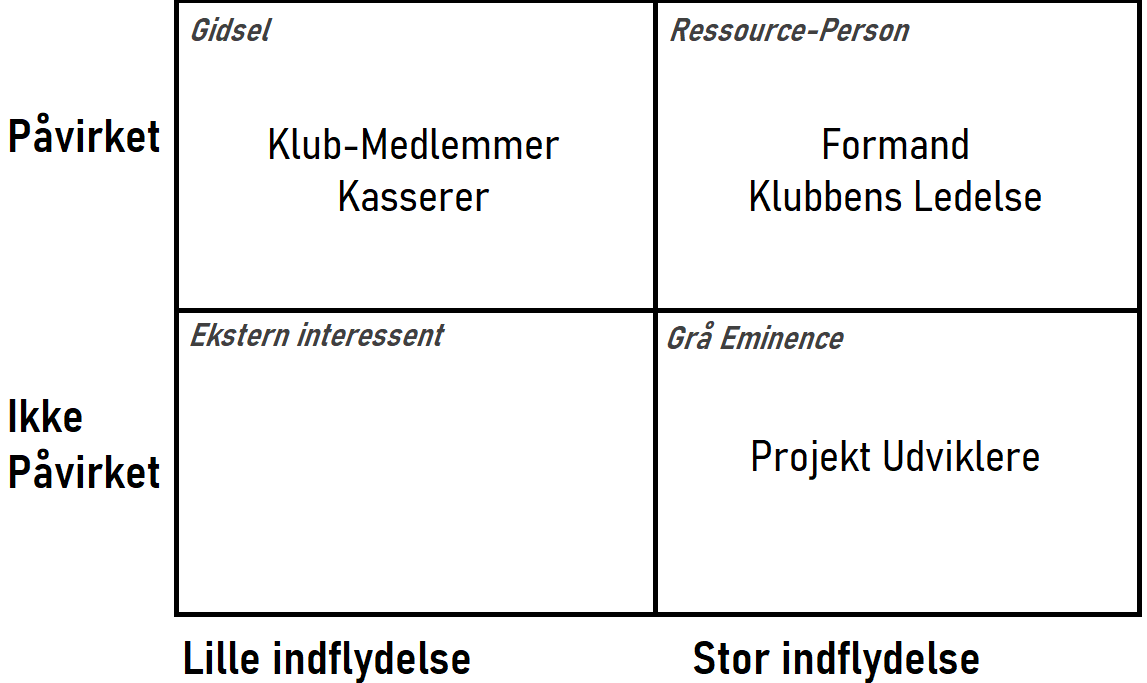 Gidsel
Ressource-Person
Påvirket
Klub-Medlemmer
Kasserer
Formand
Klubbens Ledelse
Ekstern interessent
Grå Eminence
Ikke
Påvirket
Projekt Udviklere
Lille indflydelse
Stor indflydelse